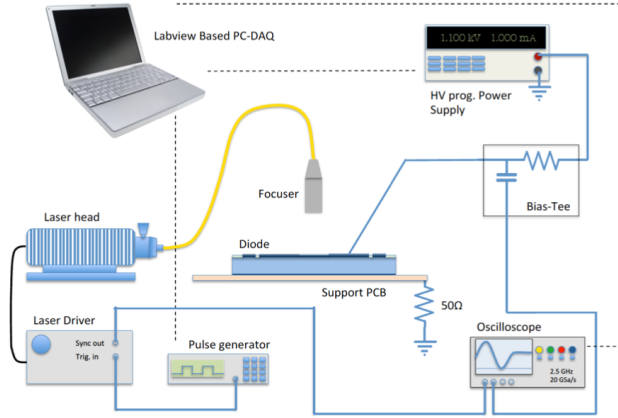 Labview Based PC-DAQ
1.100 kV 1.000 mA
HV prog. Power
Supply
Focuser
Bias-Tee
Laser head
Diode
Support PCB
50Ω
Laser Driver
Sync out
Trig. in
Pulse generator
Oscilloscope
2.5 GHz
20 GSa/s